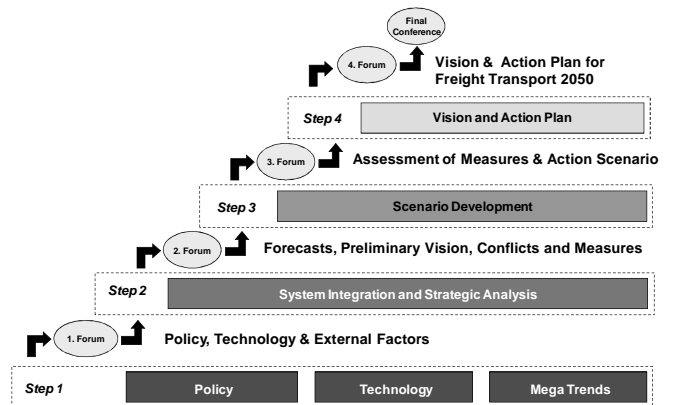 Final
Conference
4. Forum
Vision & Action Plan for
Freight Transport 2050
Step 4
Vision and Action Plan
3. Forum
Assessment of Measures & Action Scenario
Step 3
Scenario Development
2. Forum
Forecasts, Preliminary Vision, Conflicts and Measures
Step 2
System Integration and Strategic Analysis
1. Forum
Policy, Technology & External Factors
Step 1
Policy
Technology
Mega Trends